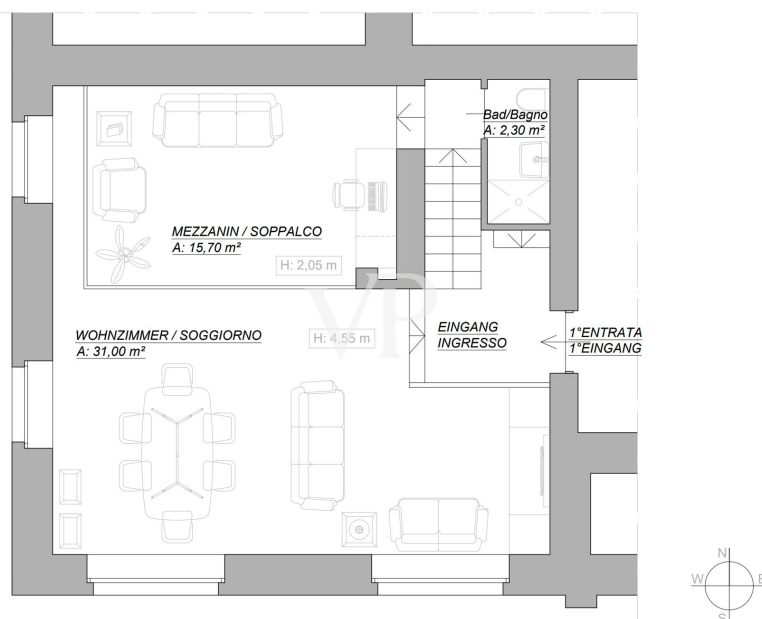 Bad/Bagno
A: 2,30 m²
MEZZANIN / SOPPALCO
A: 15,70 m²
H: 2,05 m
VP
WOHNZIMMER / SOGGIORNO
A: 31,00 m²
H: 4,55 m
EINGANG
INGRESSO
1°ENTRATA
1°EINGANG
N
W E
S